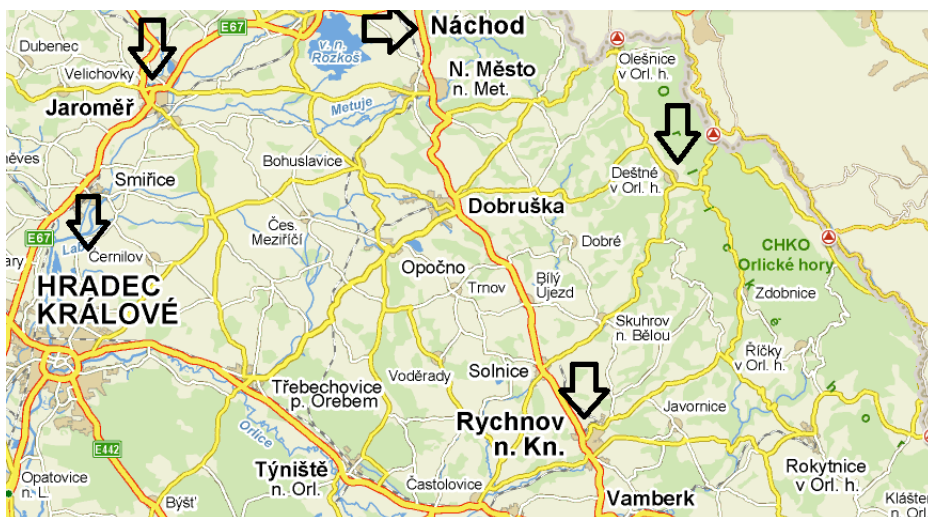 E67
Náchod
Dubenec
v. n.
Rozkoš
Olešnice
v Orl. h.
Velichovky
N. Město
n. Met.
Jaroměř
Metuje
Bohuslavice
Deštné
v Orl. h.
Smiřice
Dobruška
Čes.
Meziříčí
Dobré
E67
Černilov
CHKO
Orlické hory
Opočno
HRADEC
KRÁLOVÉ
Trnov
Bílý
Újezd
Zdobnice
Skuhrov
n. Bělou
Říčky
v Orl. h.
Voděrady
Solnice
Třebechovice
p. Orebem
Javornice
Rychnov
n. Kn.
Orlice
E442
Týniště
n. Orl.
Rokytnice
v Orl. h.
Opatovice
n. L.
Býšť
Častolovice
Vamberk